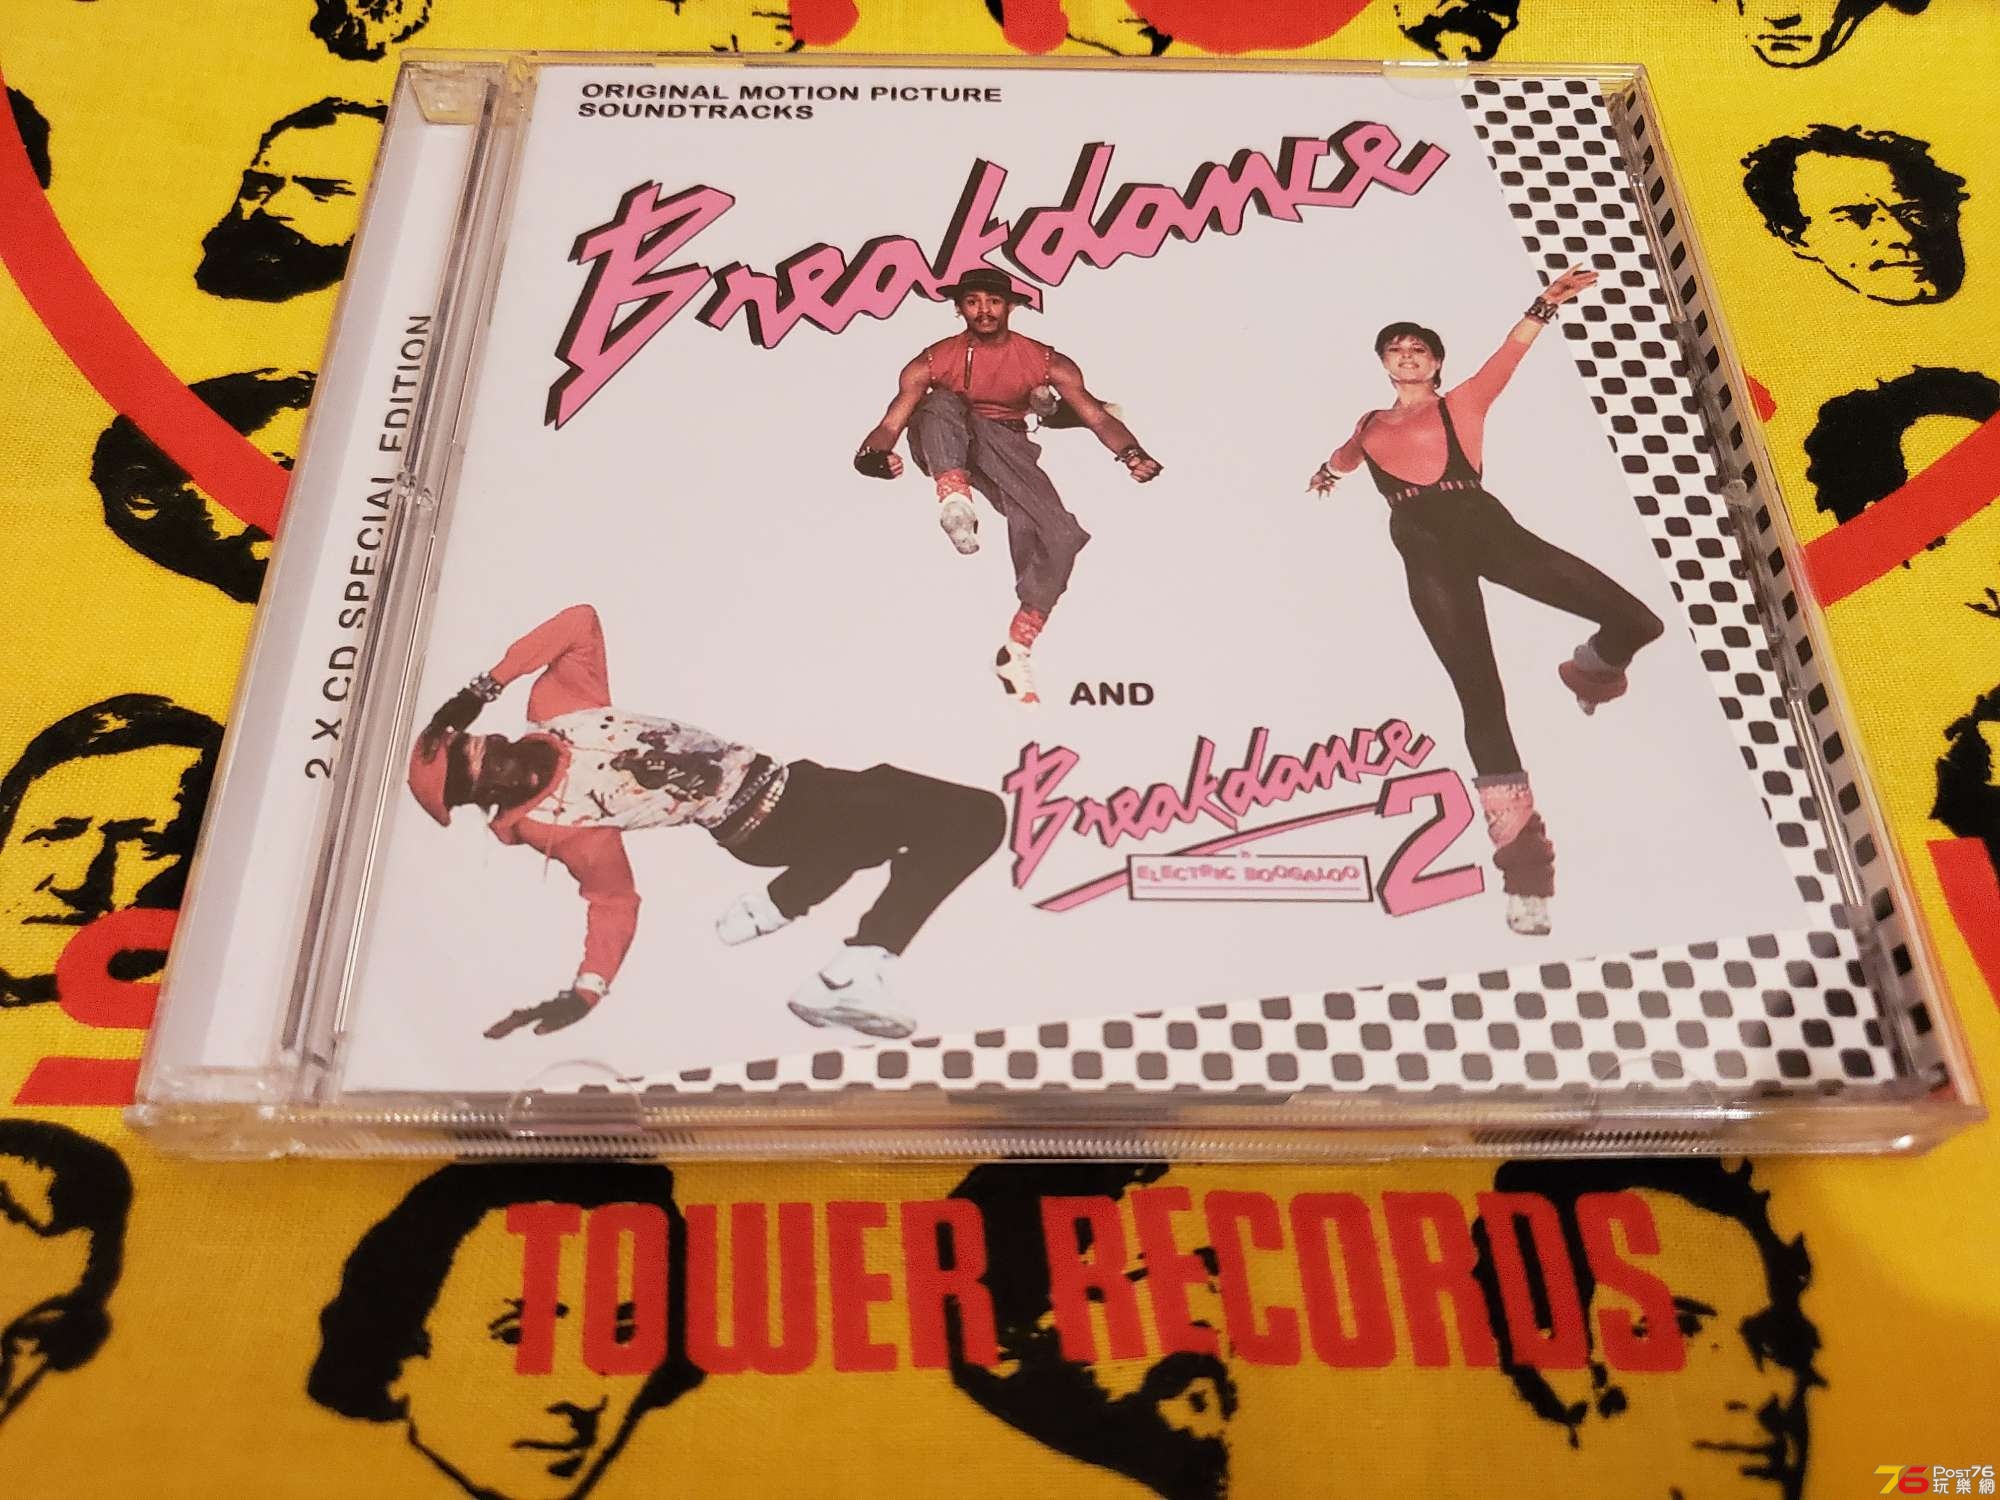 ORIGINAL MOTION PICTURE
SOUNDTRACKS
Breakdance
2 X CD SPECIAL EDITION
AND
Breakdance
2
ELECTRIC BOOGALOO
TOWER RECORDS
76 POST76
玩樂網